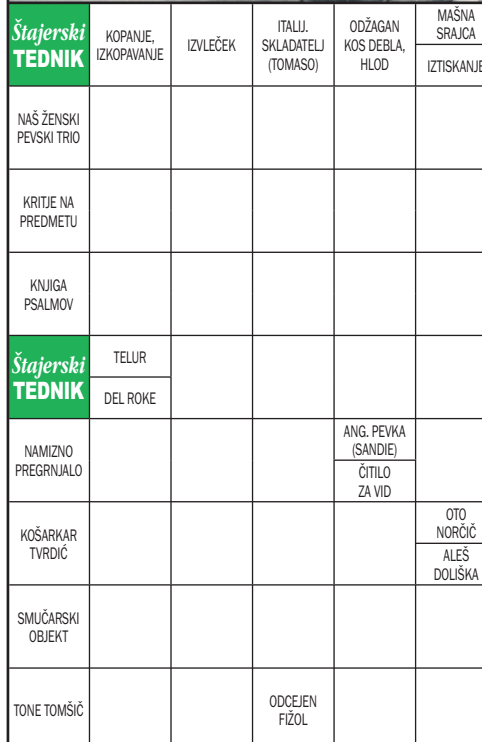 Štajerski
TEDNIK
KOPANJE,
IZKOPAVANJE
IZVLEČEK
ITALIJ.
SKLADATELJ
(TOMASO)
ODŽAGAN
KOS DEBLA,
HLOD
MAŠNA
SRAJCA
IZTISKANJE
NAŠ ŽENSKI
PEVSKI TRIO
KRITJE NA
PREDMETU
KNJIGA
PSALMOV
Štajerski
TEDNIK
TELUR
DEL ROKE
NAMIZNO
PREGRNJALO
ANG. PEVKA
(SANDIE)
ČITILO
ZA VID
KOŠARKAR
TVRDIĆ
OTO
NORČIČ
ALEŠ
DOLIŠKA
SMUČARSKI
OBJEKT
TONE TOMŠIČ
ODCEJEN
FIŽOL